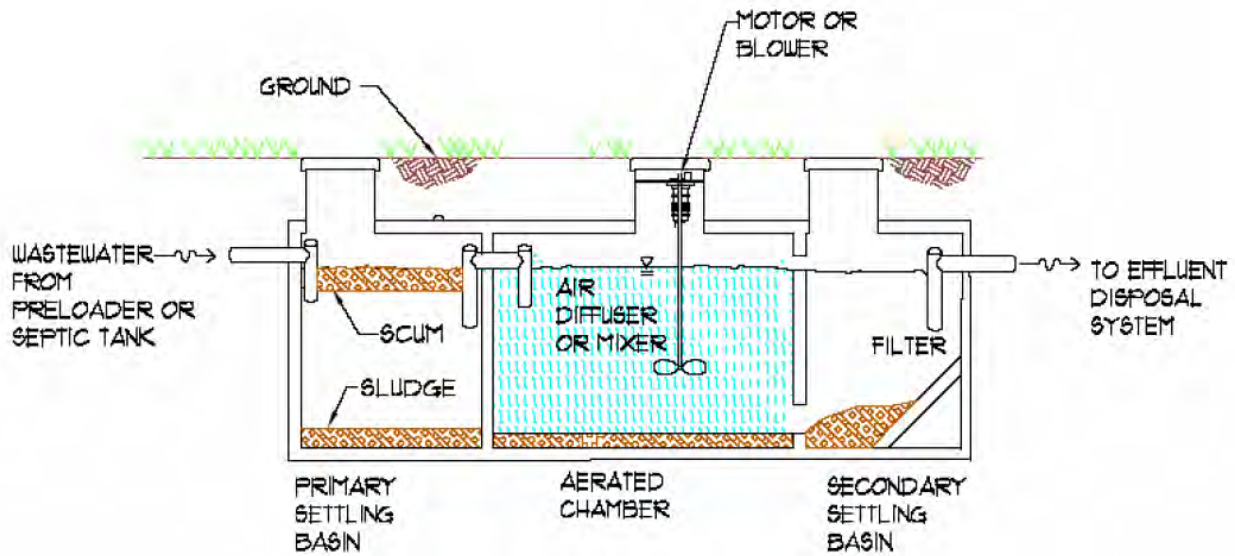 MOTOR OR
BLOWER
GROUND
WASTEWATER
FROM
PRELOADER OR
SEPTIC TANK
SCUM
SLUDGE
AIR
DIFFUSER
OR MIXER
FILTER
TO EFFLUENT
DISPOSAL
SYSTEM
PRIMARY
SETTLING
BASIN
AERATED
CHAMBER
SECONDARY
SETTLING
BASIN